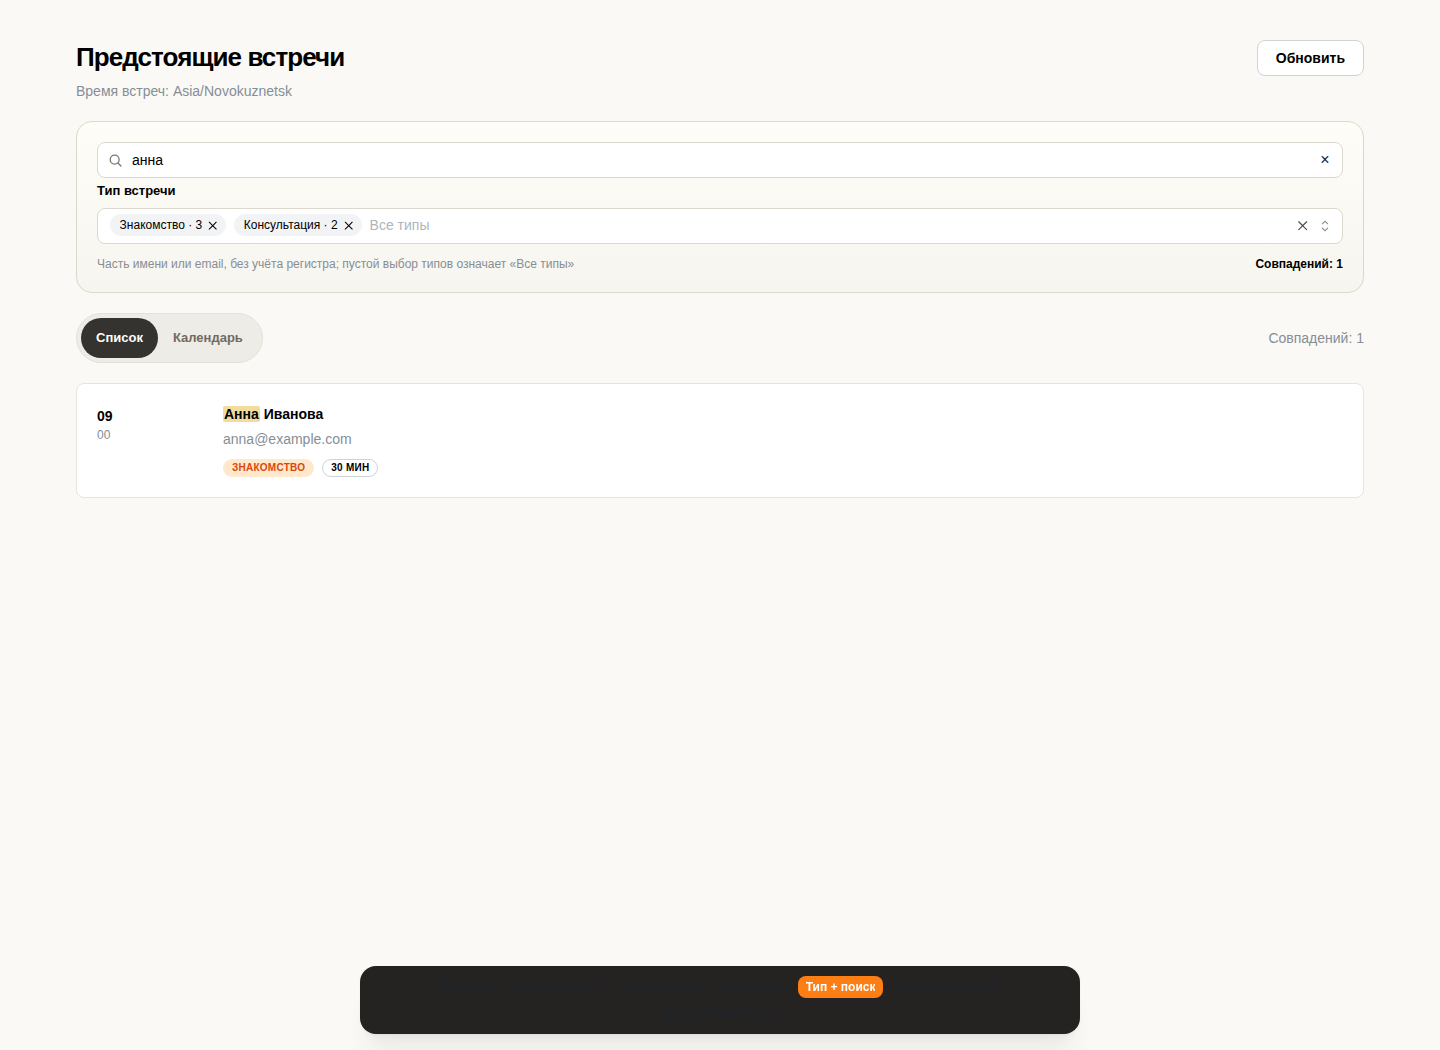 Предстоящие встречи
Обновить
Время встреч: Asia/Novokuznetsk
анна
Тип встречи
Знакомство · 3
Консультация · 2
Все типы
Часть имени или email, без учёта регистра; пустой выбор типов означает «Все типы»
Совпадений: 1
Список
Календарь
Совпадений: 1
09
00
Анна Иванова
anna@example.com
ЗНАКОМСТВО
30 МИН
Тип + поиск